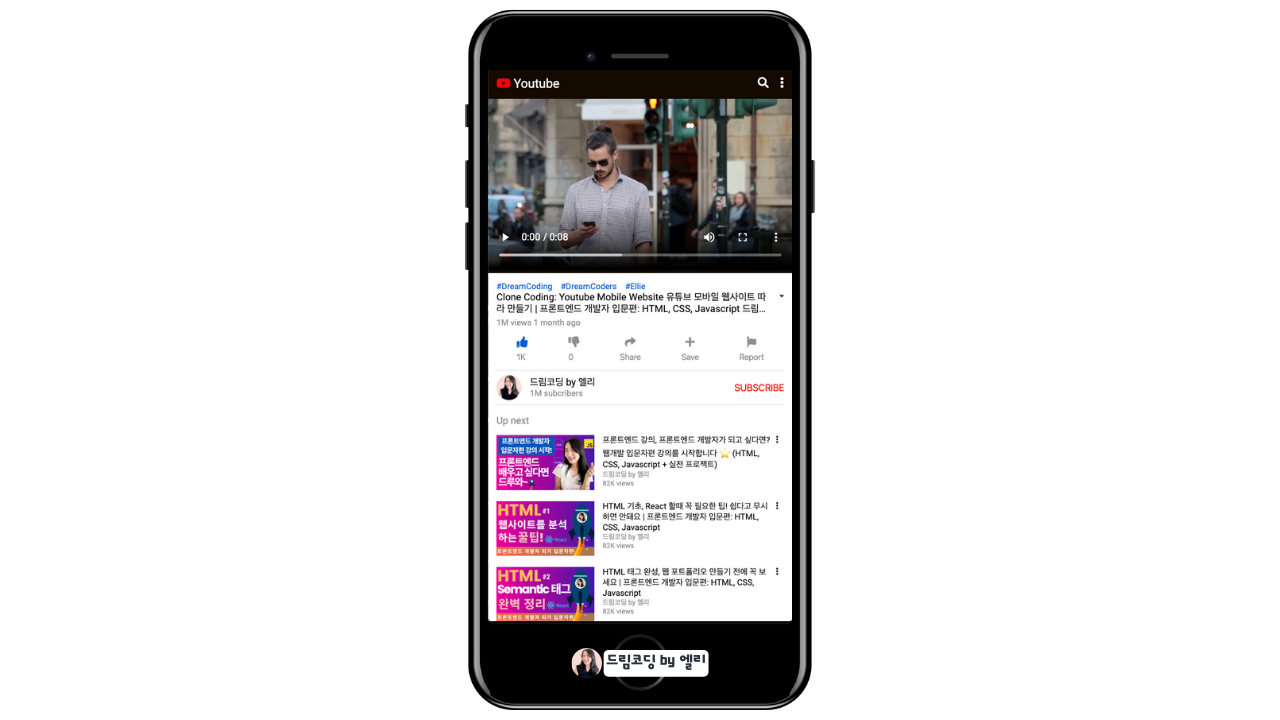 Youtube
0:00 / 0:08
#DreamCoding #DreamCoders #Ellie
Clone Coding: Youtube Mobile Website 유튜브 모바일 웹사이트 따
라 만들기 | 프론트엔드 개발자 입문편: HTML, CSS, Javascript 드림...
1M views 1 month ago
1K 0 Share Save Report
드림코딩 by 엘리
1M subcribers
SUBSCRIBE
Up next
프론트엔드 개발자
입문자편 강의 시작!
프론트엔드
배우고 싶다면
드루와~
JS
프론트엔드 강의, 프론트엔드 개발자가 되고 싶다면?
웹개발 입문자편 강의를 시작합니다 ⭐ (HTML,
CSS, Javascript + 실전 프로젝트)
드림코딩 by 엘리
82K views
HTML #1
웹사이트를 분석
하는 꿀팁!
React
프론트엔드 개발자 되기 입문자편
HTML 기초, React 할때 꼭 필요한 팁! 쉽다고 무시
하면 안돼요 | 프론트엔드 개발자 입문편: HTML,
CSS, Javascript
드림코딩 by 엘리
82K views
HTML #2
Semantic 태그
완벽 정리
React
프론트엔드 개발자 되기 입문자편
HTML 태그 완성, 웹 포트폴리오 만들기 전에 꼭 보
세요 | 프론트엔드 개발자 입문편: HTML, CSS,
Javascript
드림코딩 by 엘리
82K views
드림코딩 by 엘리